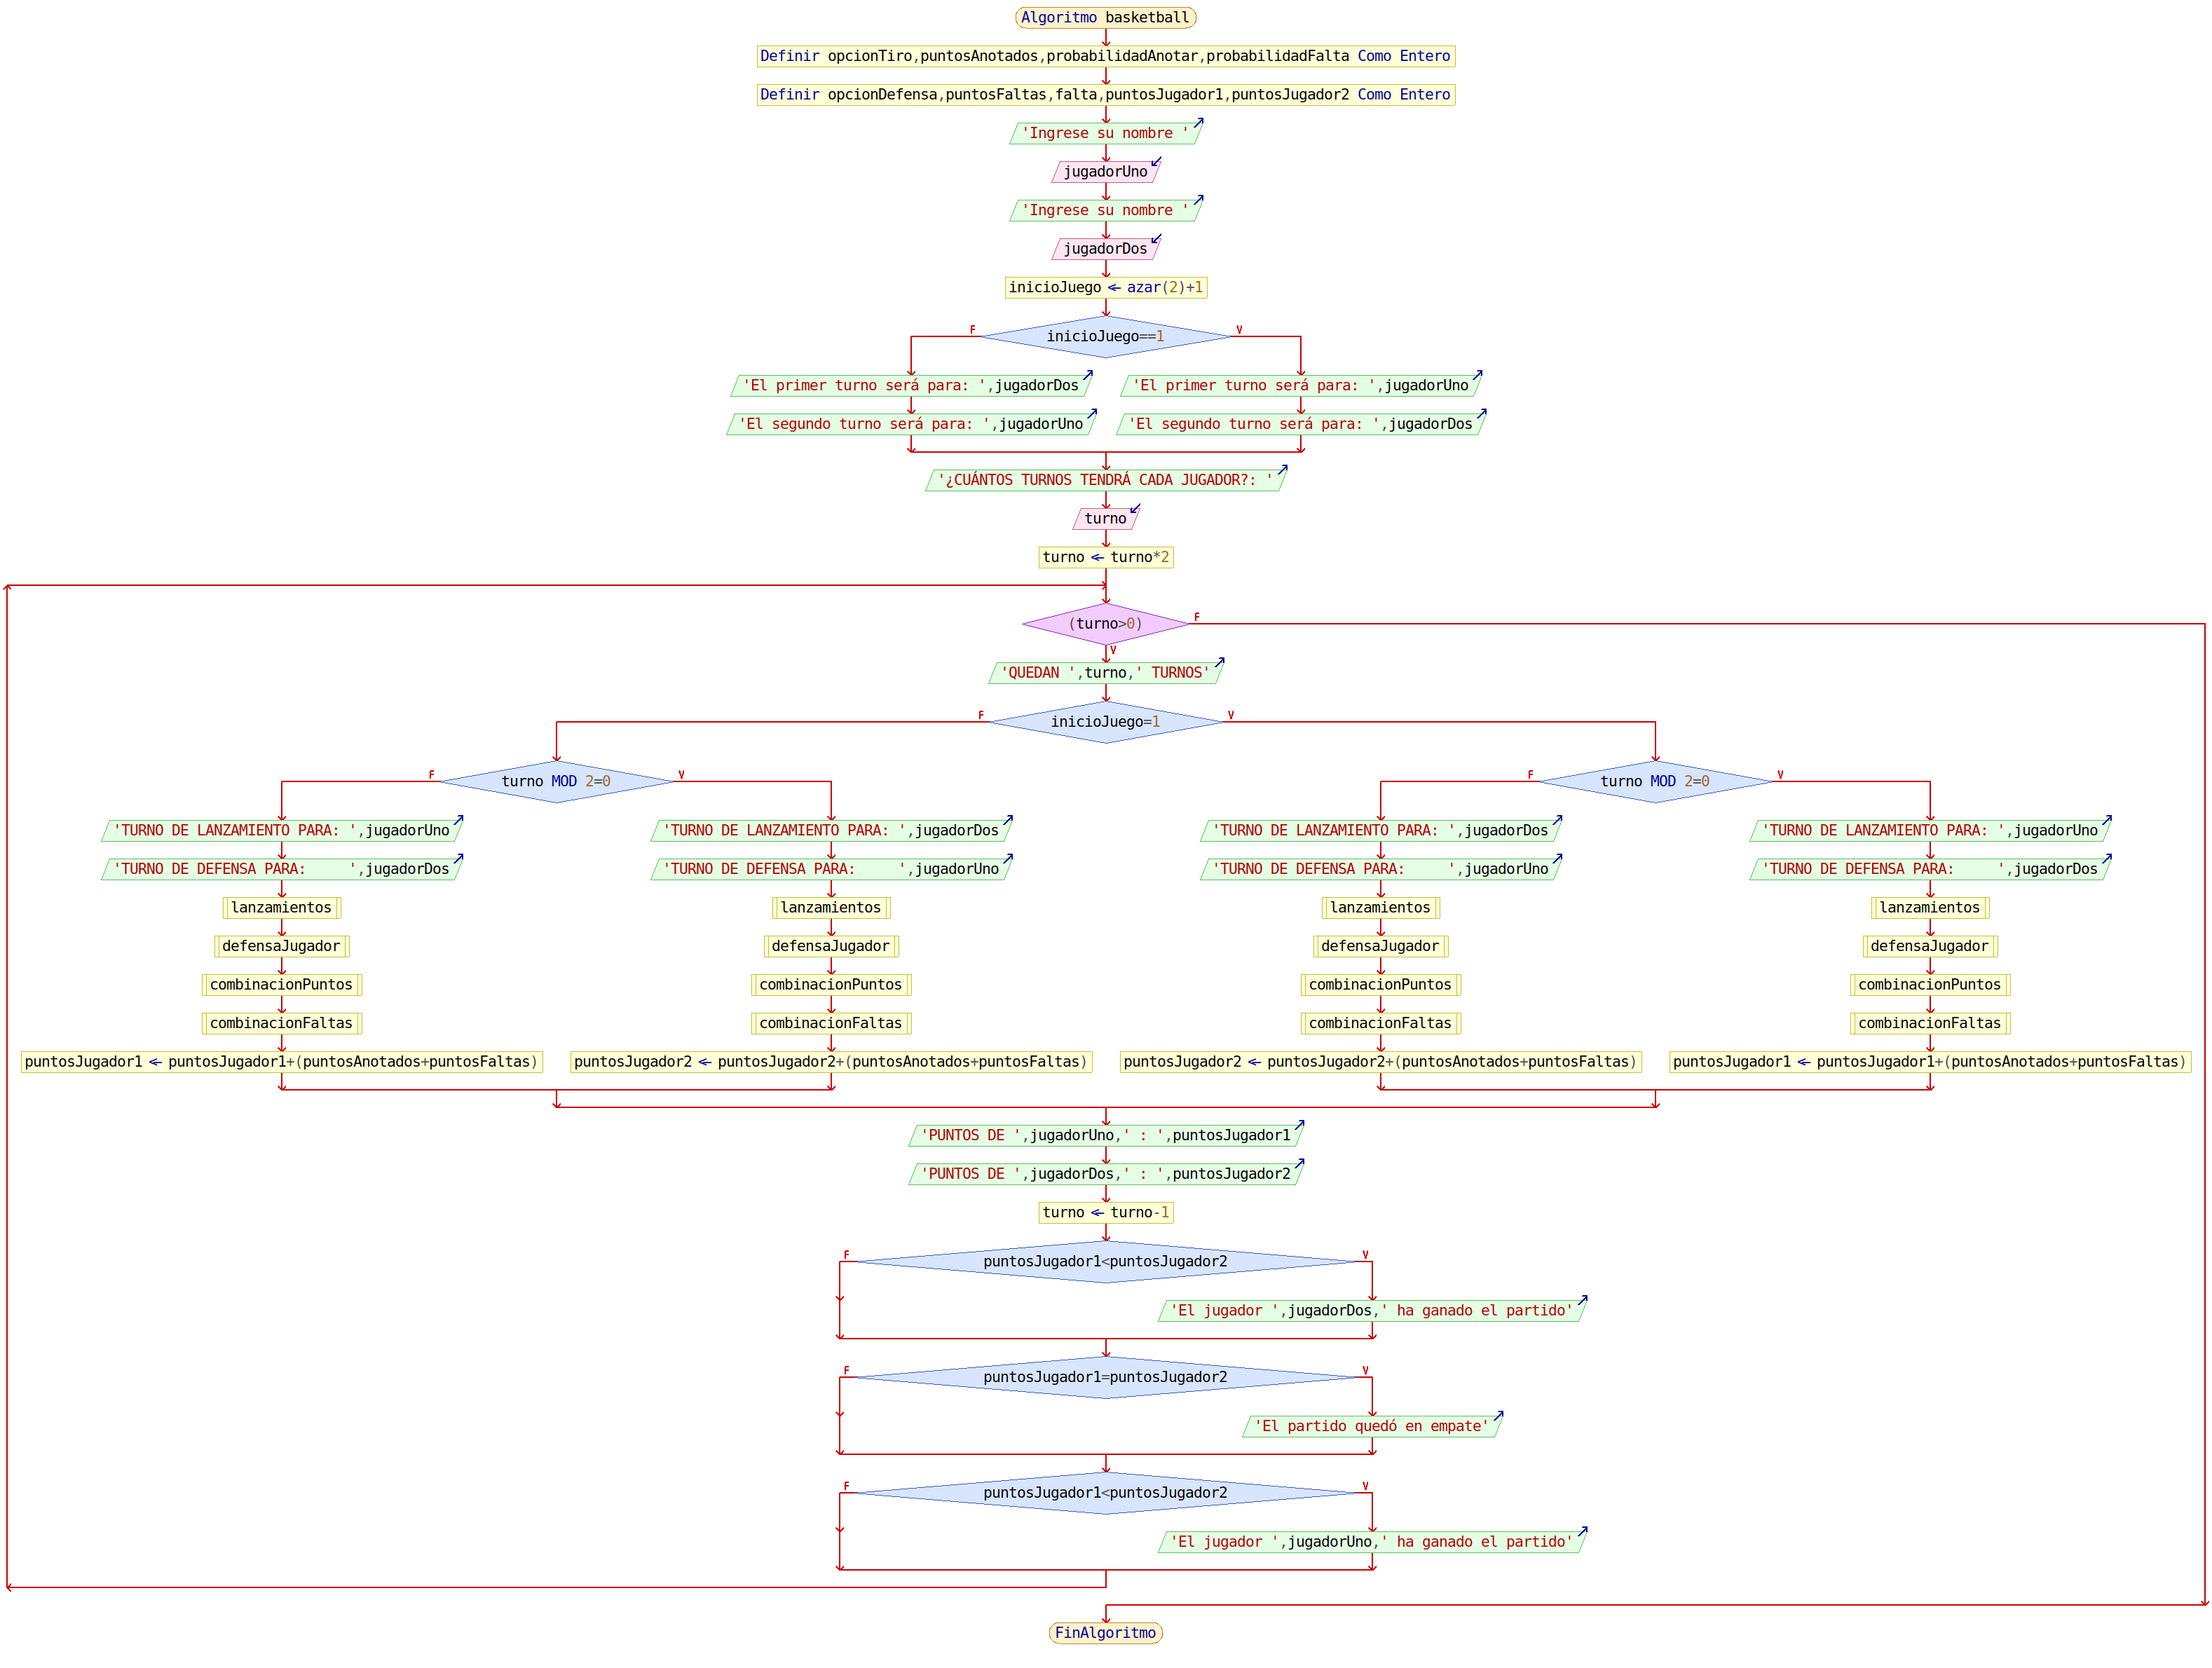 Algoritmo basketball
Definir opcionTiro,puntosAnotados,probabilidadAnotar,probabilidadFalta Como Entero
Definir opcionDefensa,puntosFaltas,falta,puntosJugador1,puntosJugador2 Como Entero
'Ingrese su nombre '
jugadorUno
'Ingrese su nombre '
jugadorDos
inicioJuego ← azar(2)+1
inicioJuego==1
F
V
'El primer turno será para: ',jugadorDos
'El primer turno será para: ',jugadorUno
'El segundo turno será para: ',jugadorUno
'El segundo turno será para: ',jugadorDos
'¿CUÁNTOS TURNOS TENDRÁ CADA JUGADOR?: '
turno
turno ← turno*2
(turno>0)
F
V
'QUEDAN ',turno,' TURNOS'
inicioJuego=1
F
V
turno MOD 2=0
F
V
turno MOD 2=0
F
V
'TURNO DE LANZAMIENTO PARA: ',jugadorUno
'TURNO DE LANZAMIENTO PARA: ',jugadorDos
'TURNO DE LANZAMIENTO PARA: ',jugadorDos
'TURNO DE LANZAMIENTO PARA: ',jugadorUno
'TURNO DE DEFENSA PARA:     ',jugadorDos
'TURNO DE DEFENSA PARA:     ',jugadorUno
'TURNO DE DEFENSA PARA:     ',jugadorUno
'TURNO DE DEFENSA PARA:     ',jugadorDos
lanzamientos
lanzamientos
lanzamientos
lanzamientos
defensaJugador
defensaJugador
defensaJugador
defensaJugador
combinacionPuntos
combinacionPuntos
combinacionPuntos
combinacionPuntos
combinacionFaltas
combinacionFaltas
combinacionFaltas
combinacionFaltas
puntosJugador1 ← puntosJugador1+(puntosAnotados+puntosFaltas)
puntosJugador2 ← puntosJugador2+(puntosAnotados+puntosFaltas)
puntosJugador2 ← puntosJugador2+(puntosAnotados+puntosFaltas)
puntosJugador1 ← puntosJugador1+(puntosAnotados+puntosFaltas)
'PUNTOS DE ',jugadorUno,' : ',puntosJugador1
'PUNTOS DE ',jugadorDos,' : ',puntosJugador2
turno ← turno-1
puntosJugador1<puntosJugador2
F
V
'El jugador ',jugadorDos,' ha ganado el partido'
puntosJugador1=puntosJugador2
F
V
'El partido quedó en empate'
puntosJugador1<puntosJugador2
F
V
'El jugador ',jugadorUno,' ha ganado el partido'
FinAlgoritmo